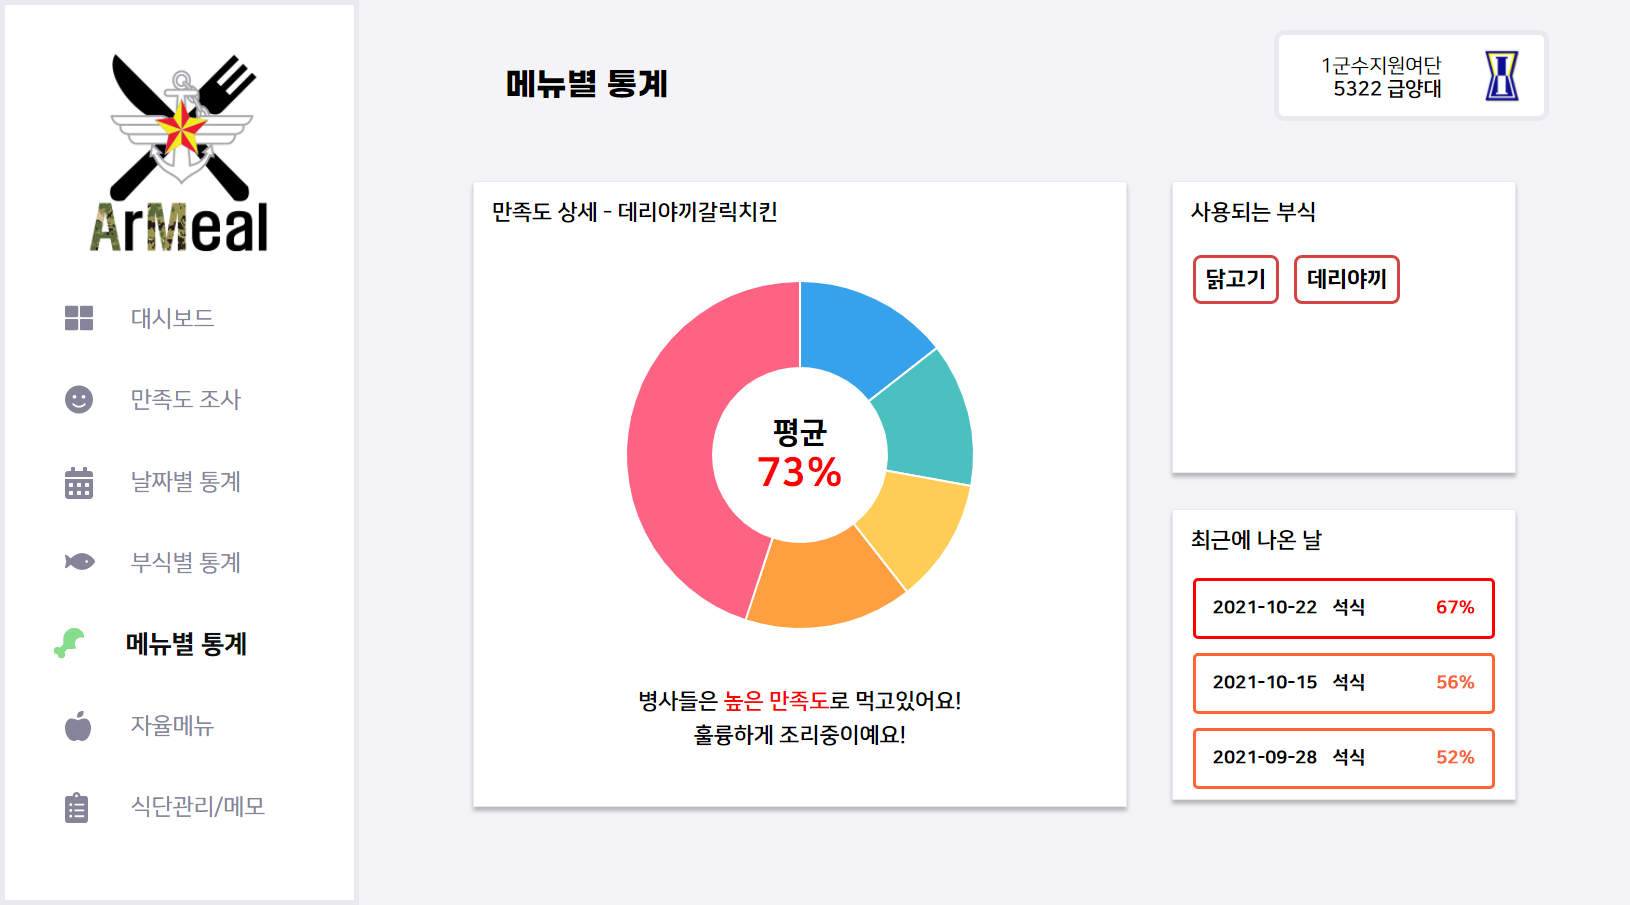 ArMeal
대시보드
만족도 조사
날짜별 통계
부식별 통계
메뉴별 통계
자율메뉴
식단관리/메모
메뉴별 통계
1군수지원여단
5322 급양대
만족도 상세 - 데리야끼갈릭치킨
평균
73%
병사들은 높은 만족도로 먹고있어요!
훌륭하게 조리중이예요!
사용되는 부식
닭고기 데리야끼
최근에 나온 날
2021-10-22 석식 67%
2021-10-15 석식 56%
2021-09-28 석식 52%